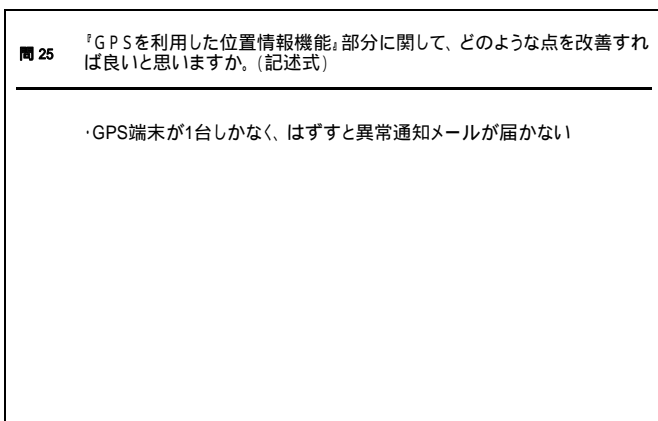 問 25 『GPSを利用した位置情報機能』部分に関して、どのような点を改善すれ
ば良いと思いますか。(記述式)
・GPS端末が1台しかなく、はずすと異常通知メールが届かない